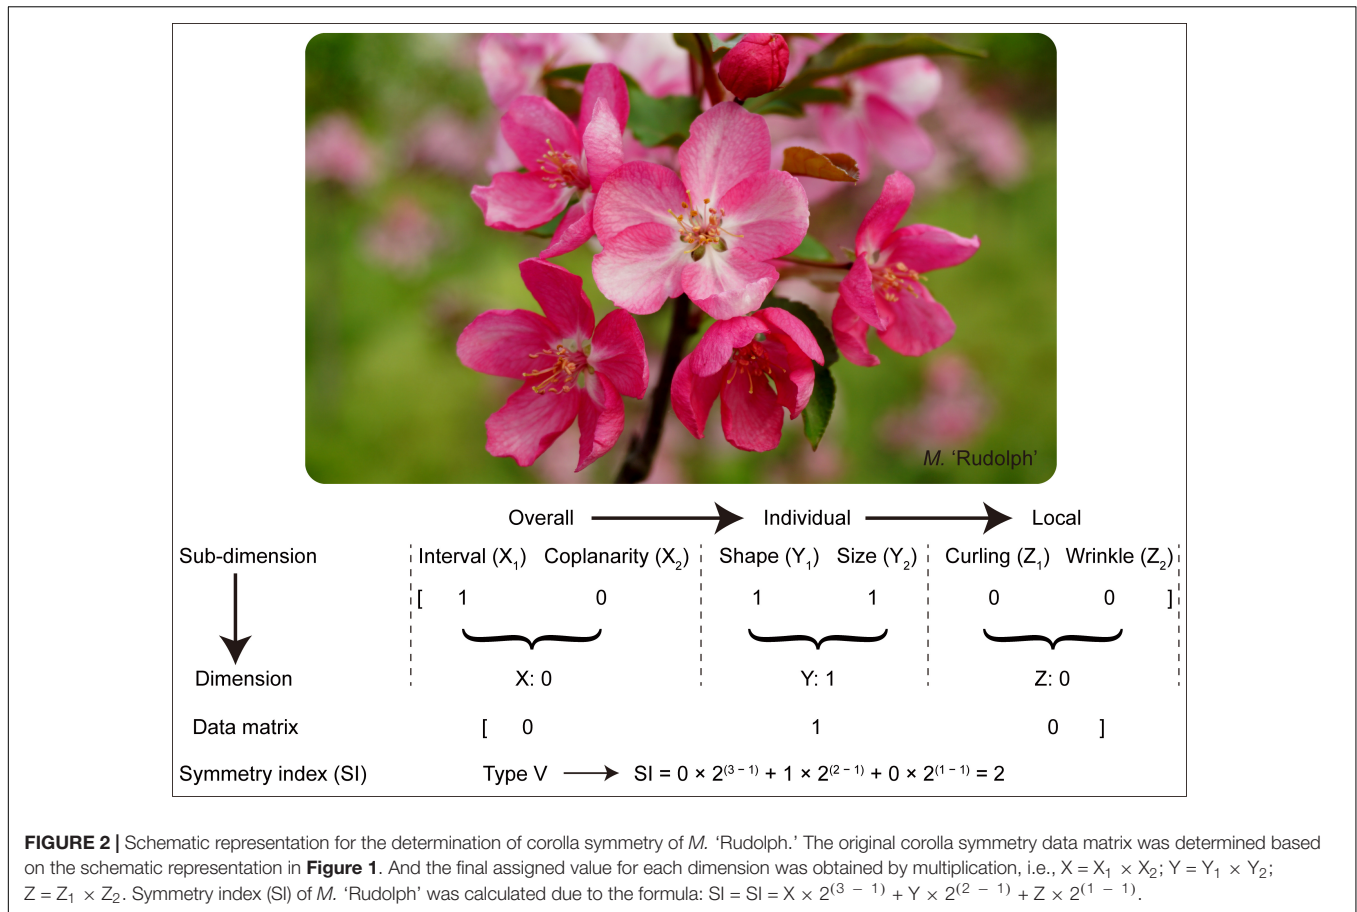 M. ‘Rudolph’
Overall Individual Local
Sub-dimension Interval (X₁) Coplanarity (X₂) Shape (Y₁) Size (Y₂) Curling (Z₁) Wrinkle (Z₂)
[ 1 0 1 1 0 0 ]
Dimension X: 0 Y: 1 Z: 0
Data matrix [ 0 1 0 ]
Symmetry index (SI) Type V SI = 0 × 2⁽³ ⁻ ¹⁾ + 1 × 2⁽² ⁻ ¹⁾ + 0 × 2⁽¹ ⁻ ¹⁾ = 2
FIGURE 2 | Schematic representation for the determination of corolla symmetry of M. ‘Rudolph.’ The original corolla symmetry data matrix was determined based
on the schematic representation in Figure 1. And the final assigned value for each dimension was obtained by multiplication, i.e., X = X₁ × X₂; Y = Y₁ × Y₂;
Z = Z₁ × Z₂. Symmetry index (SI) of M. ‘Rudolph’ was calculated due to the formula: SI = SI = X × 2⁽³ ⁻ ¹⁾ + Y × 2⁽² ⁻ ¹⁾ + Z × 2⁽¹ ⁻ ¹⁾.